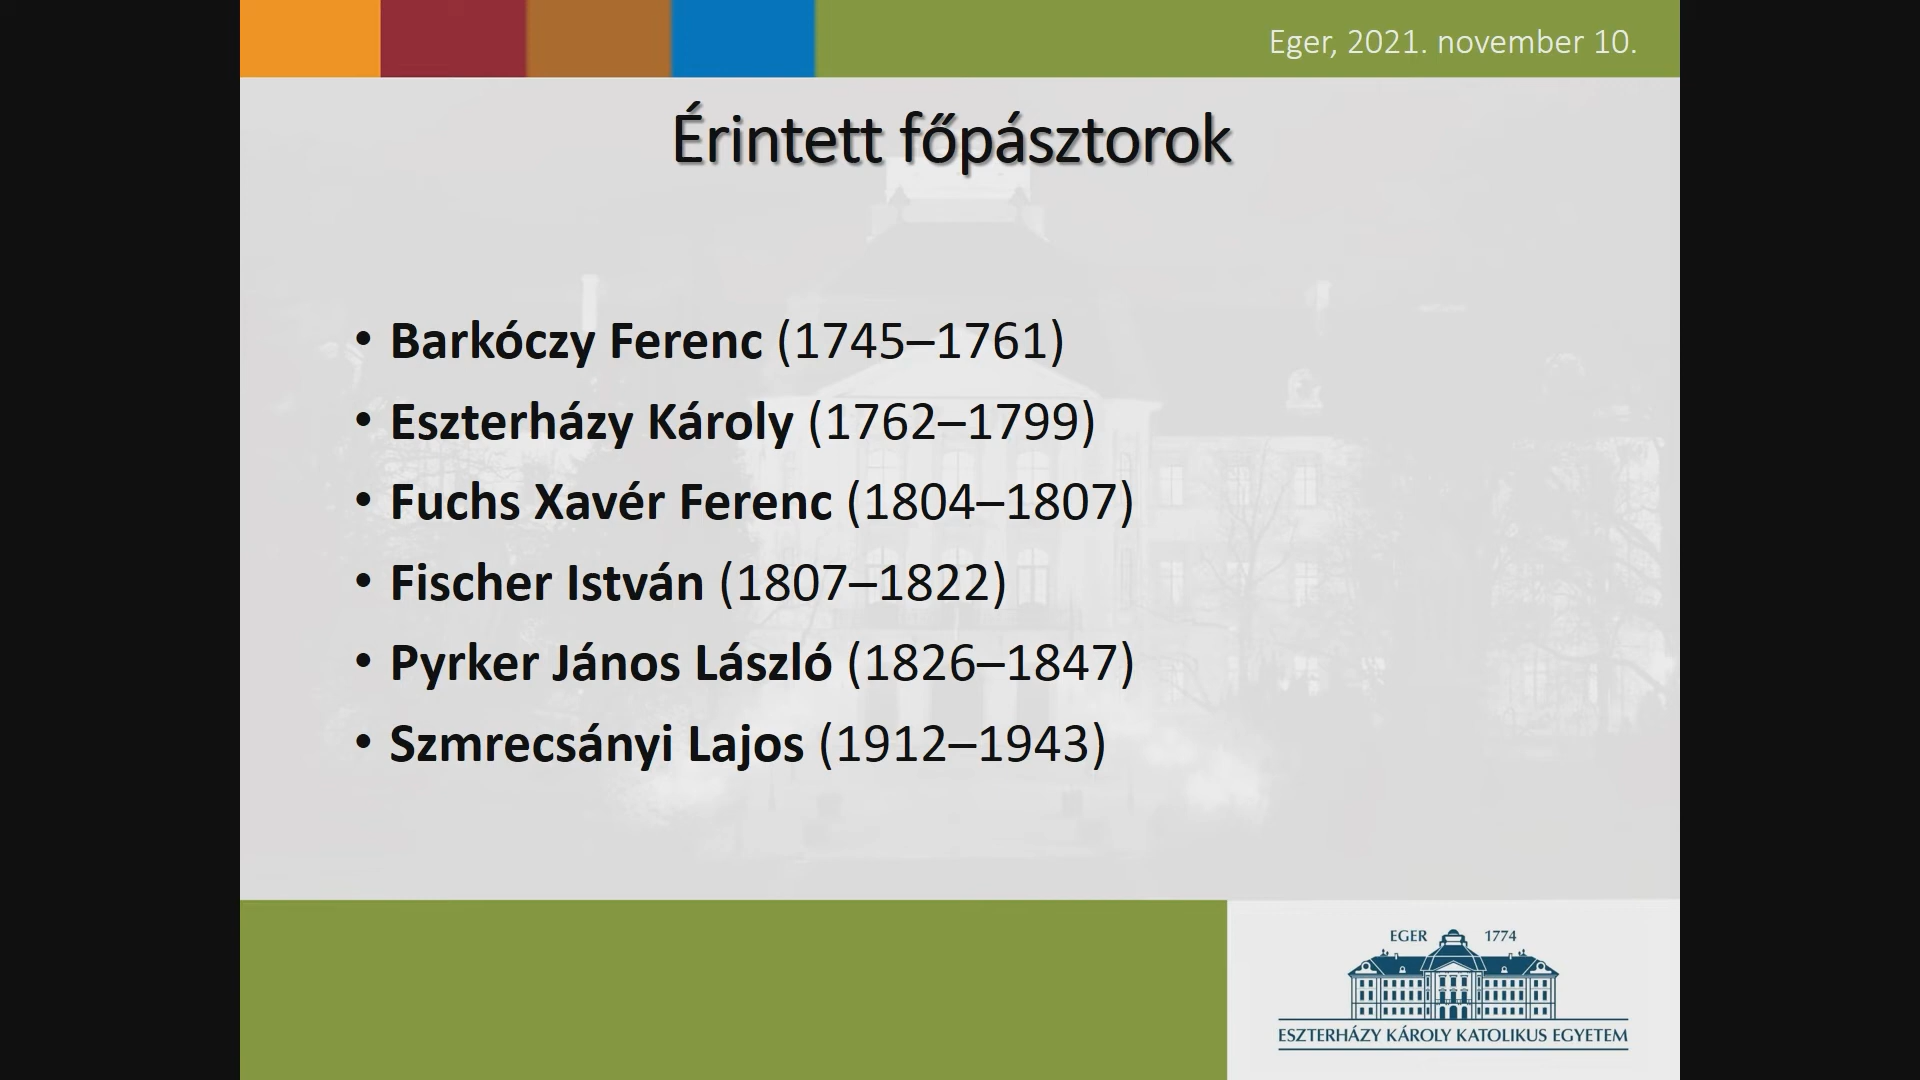 Eger, 2021. november 10.
Érintett főpásztorok
• Barkóczy Ferenc (1745–1761)
• Eszterházy Károly (1762–1799)
• Fuchs Xavér Ferenc (1804–1807)
• Fischer István (1807–1822)
• Pyrker János László (1826–1847)
• Szmrecsányi Lajos (1912–1943)
EGER 1774
ESZTERHÁZY KÁROLY KATOLIKUS EGYETEM